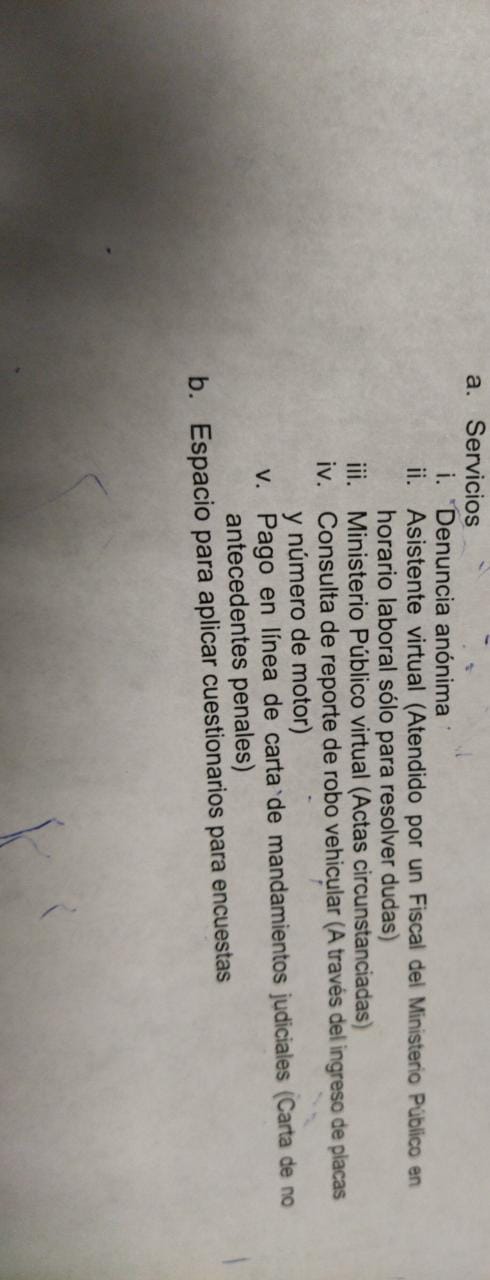 a. Servicios
i. Denuncia anónima
ii. Asistente virtual (Atendido por un Fiscal del Ministerio Público en
horario laboral sólo para resolver dudas)
iii. Ministerio Público virtual (Actas circunstanciadas)
iv. Consulta de reporte de robo vehicular (A través del ingreso de placas
y número de motor)
v. Pago en línea de carta de mandamientos judiciales (Carta de no
antecedentes penales)
b. Espacio para aplicar cuestionarios para encuestas